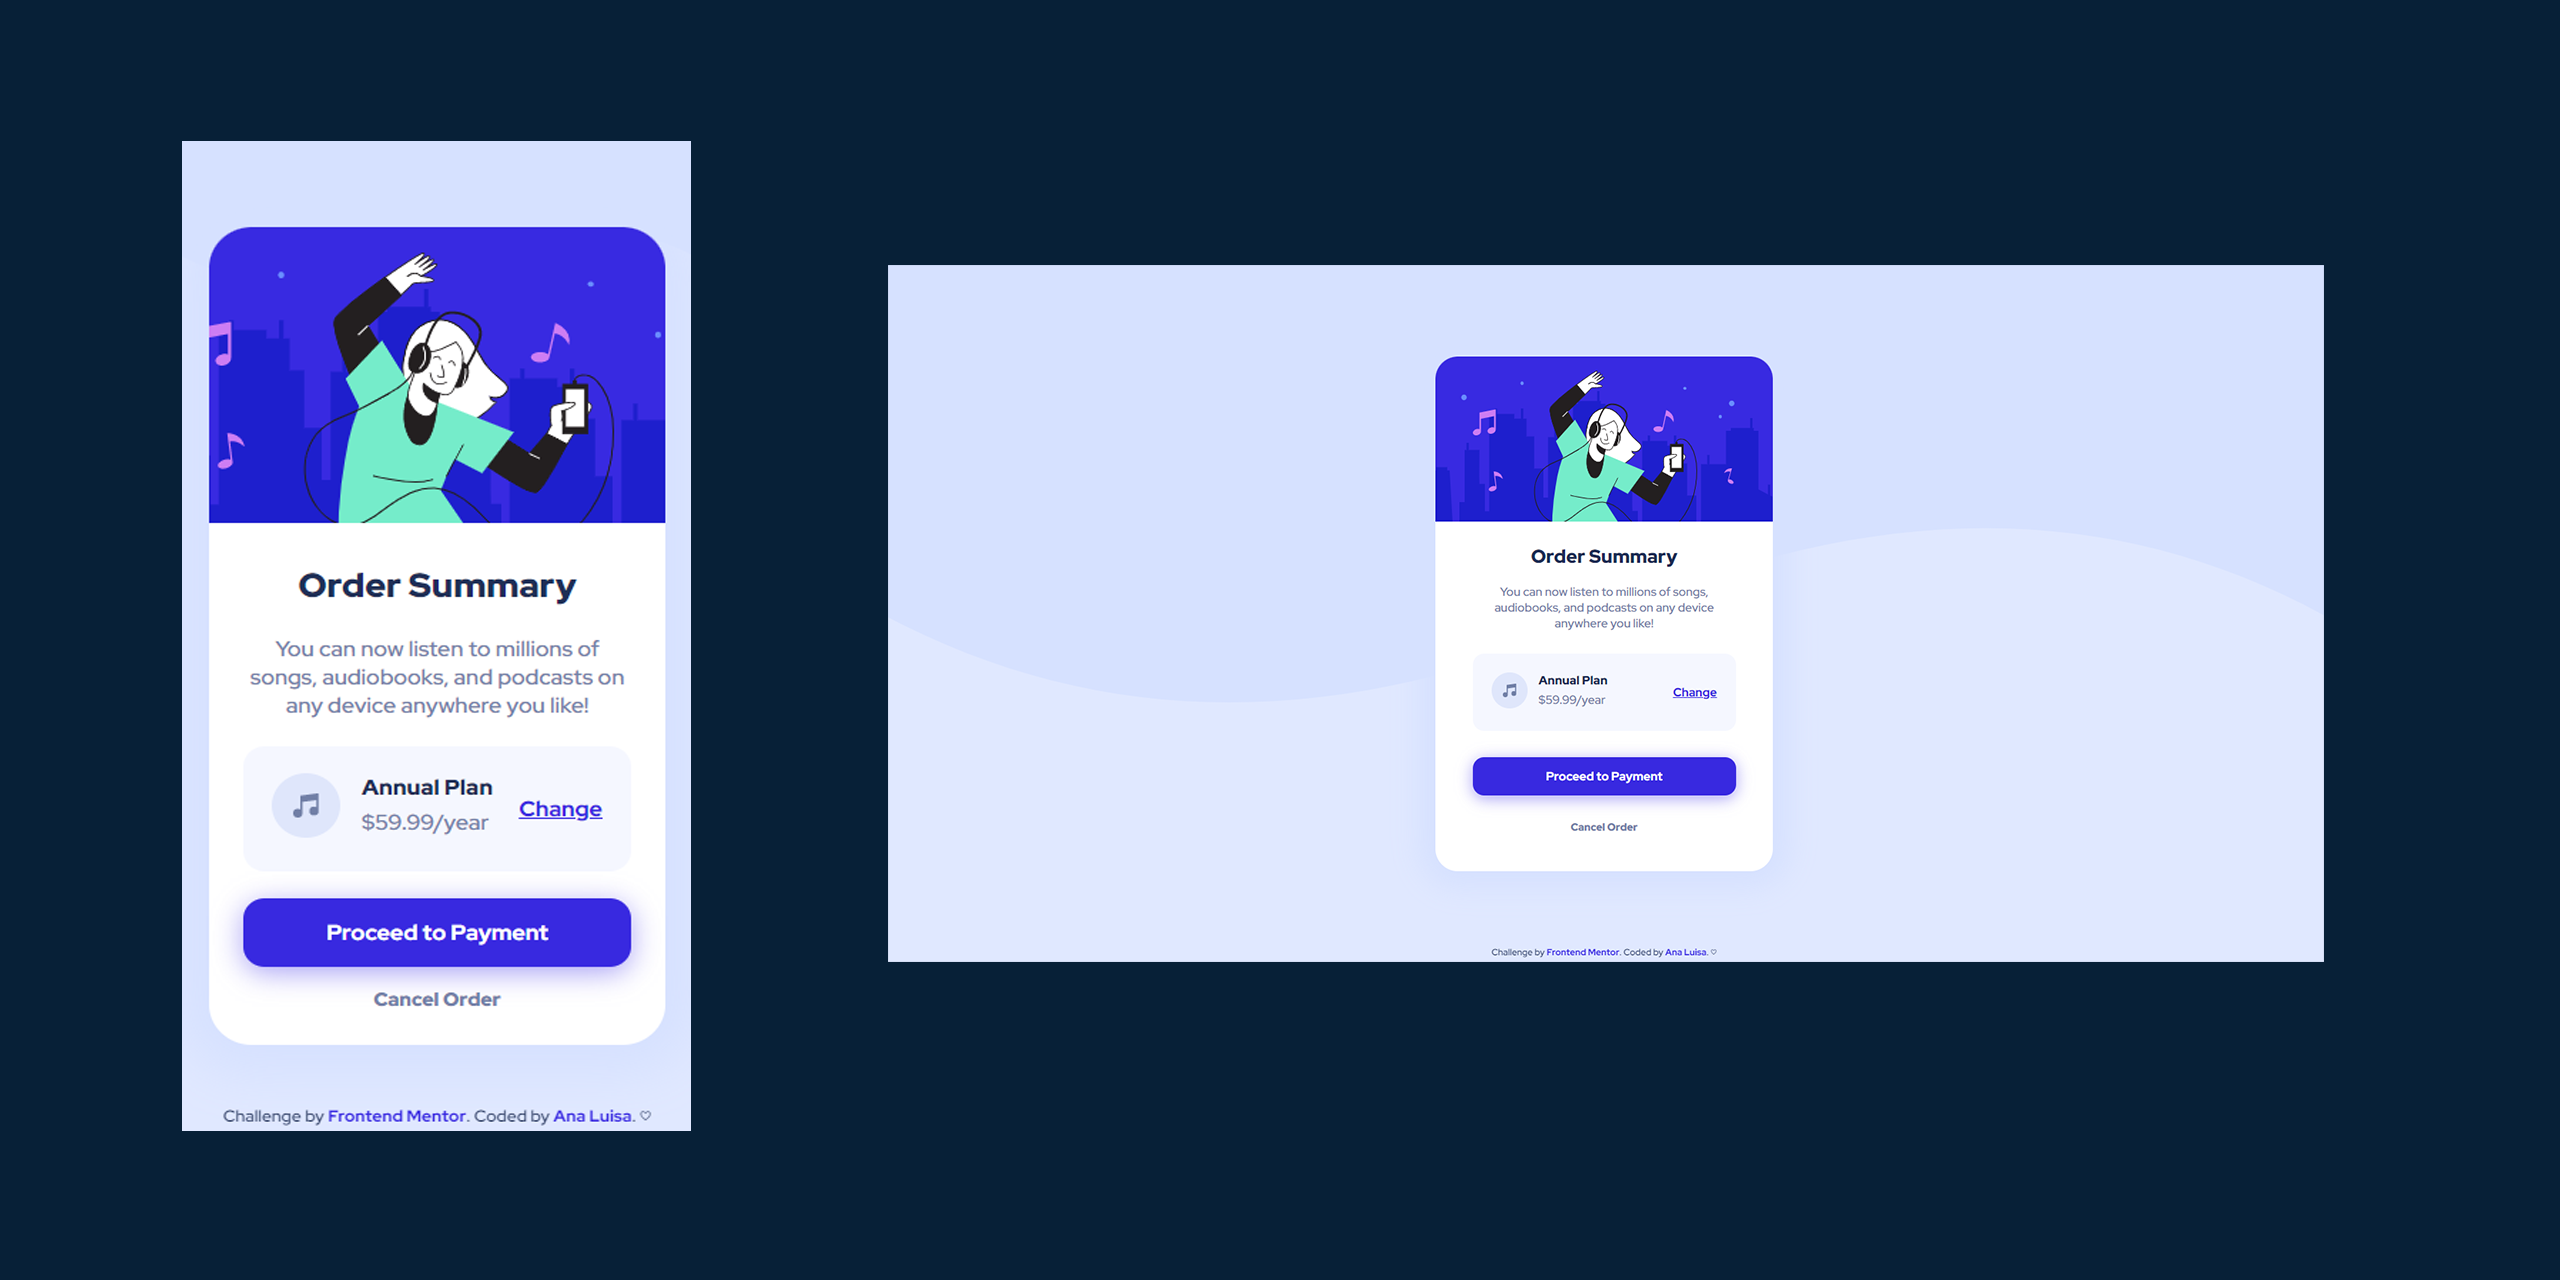 Order Summary
You can now listen to millions of
songs, audiobooks, and podcasts on
any device anywhere you like!
Annual Plan
$59.99/year
Change
Proceed to Payment
Cancel Order
Challenge by Frontend Mentor. Coded by Ana Luisa. ♡
Order Summary
You can now listen to millions of songs,
audiobooks, and podcasts on any device
anywhere you like!
Annual Plan
$59.99/year
Change
Proceed to Payment
Cancel Order
Challenge by Frontend Mentor. Coded by Ana Luisa. ♡